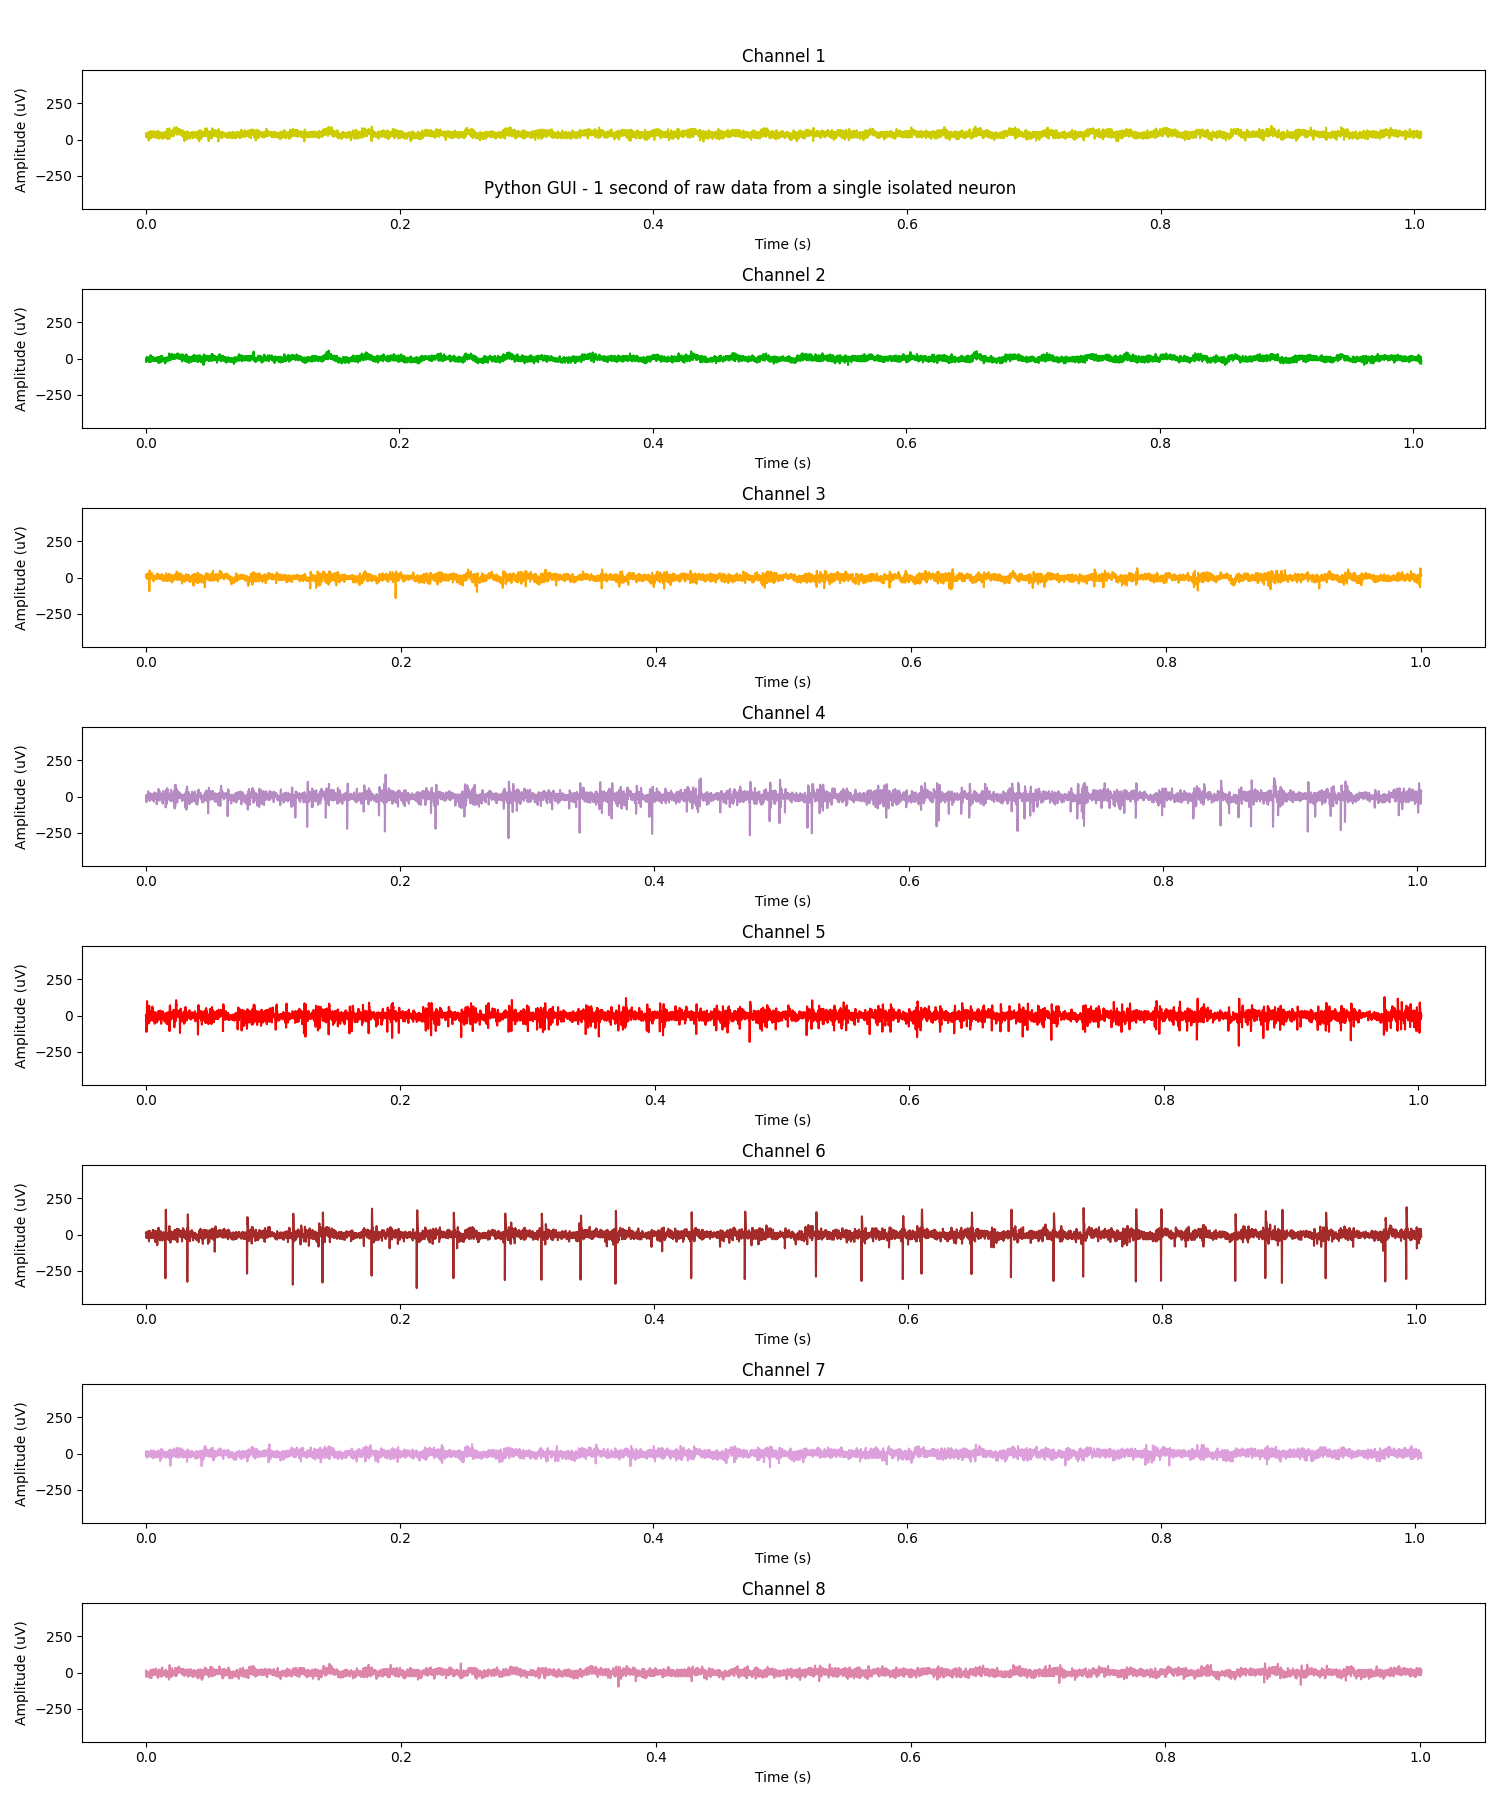 Channel 1
Amplitude (uV)
250
0
−250
Python GUI - 1 second of raw data from a single isolated neuron
0.0 0.2 0.4 0.6 0.8 1.0
Time (s)
Channel 2
Amplitude (uV)
250
0
−250
0.0 0.2 0.4 0.6 0.8 1.0
Time (s)
Channel 3
Amplitude (uV)
250
0
−250
0.0 0.2 0.4 0.6 0.8 1.0
Time (s)
Channel 4
Amplitude (uV)
250
0
−250
0.0 0.2 0.4 0.6 0.8 1.0
Time (s)
Channel 5
Amplitude (uV)
250
0
−250
0.0 0.2 0.4 0.6 0.8 1.0
Time (s)
Channel 6
Amplitude (uV)
250
0
−250
0.0 0.2 0.4 0.6 0.8 1.0
Time (s)
Channel 7
Amplitude (uV)
250
0
−250
0.0 0.2 0.4 0.6 0.8 1.0
Time (s)
Channel 8
Amplitude (uV)
250
0
−250
0.0 0.2 0.4 0.6 0.8 1.0
Time (s)